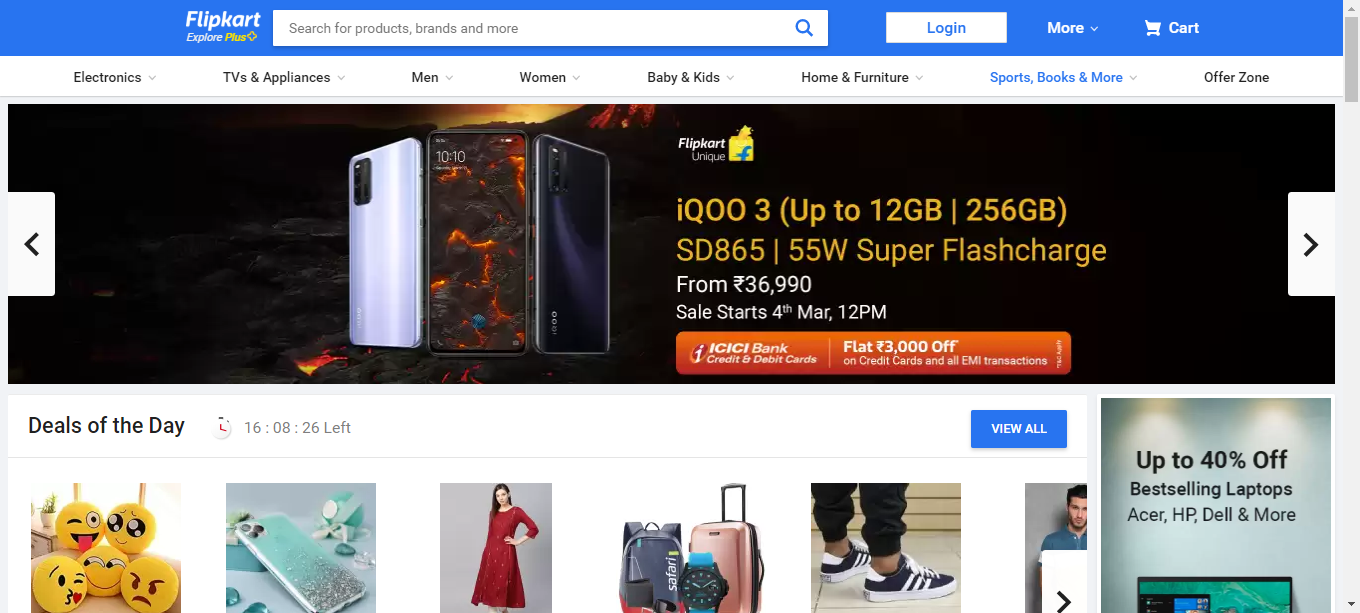 Flipkart
Explore Plus
Search for products, brands and more
Login
More
Cart
Electronics
TVs & Appliances
Men
Women
Baby & Kids
Home & Furniture
Sports, Books & More
Offer Zone
10:10
Flipkart
Unique
iQOO 3 (Up to 12GB | 256GB)
SD865 | 55W Super Flashcharge
From ₹36,990
Sale Starts 4th Mar, 12PM
ICICI Bank
Credit & Debit Cards
Flat ₹3,000 Off*
on Credit Cards and all EMI transactions
T&C Apply
iQOO
iQOO
Deals of the Day
16 : 08 : 26 Left
VIEW ALL
safari
Up to 40% Off
Bestselling Laptops
Acer, HP, Dell & More